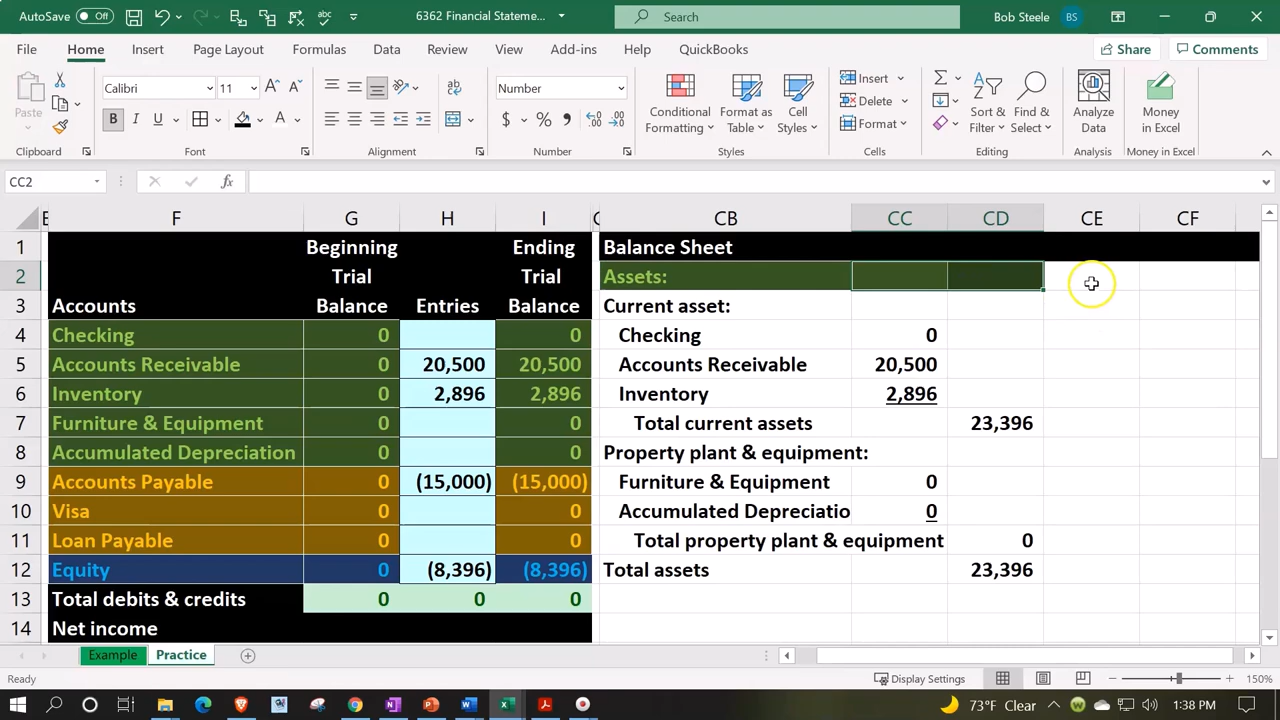 AutoSave Off 6362 Financial Stateme... Search Bob Steele BS
File Home Insert Page Layout Formulas Data Review View Add-ins Help QuickBooks Share Comments
Paste Calibri 11 Number Conditional Formatting Format as Table Cell Styles Insert Delete Format Sort & Filter Find & Select Analyze Data Money in Excel
Clipboard Font Alignment Number Styles Cells Editing Analysis Money in Excel
CC2 fx
E F G H I C CB CC CD CE CF
1 Beginning Ending Balance Sheet
2 Trial Trial Assets:
3 Accounts Balance Entries Balance Current asset:
4 Checking 0 0 Checking 0
5 Accounts Receivable 0 20,500 20,500 Accounts Receivable 20,500
6 Inventory 0 2,896 2,896 Inventory 2,896
7 Furniture & Equipment 0 0 Total current assets 23,396
8 Accumulated Depreciation 0 0 Property plant & equipment:
9 Accounts Payable 0 (15,000) (15,000) Furniture & Equipment 0
10 Visa 0 0 Accumulated Depreciatio 0
11 Loan Payable 0 0 Total property plant & equipment 0
12 Equity 0 (8,396) (8,396) Total assets 23,396
13 Total debits & credits 0 0 0
14 Net income
Example Practice
Ready Display Settings 150%
73°F Clear 1:38 PM